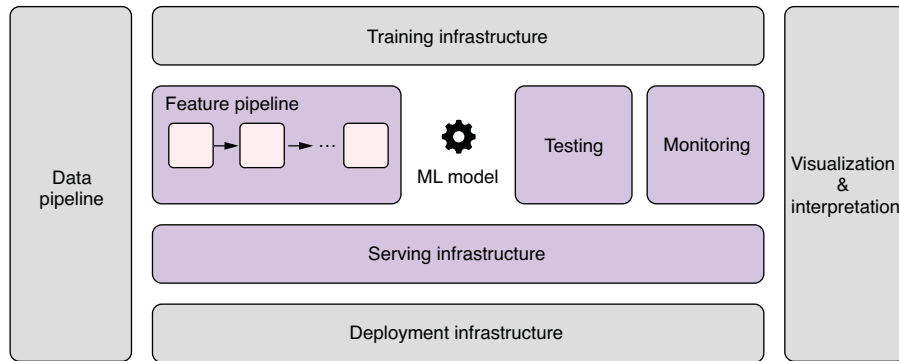 Training infrastructure
Feature pipeline
...
ML model
Testing
Monitoring
Data
pipeline
Visualization
&
interpretation
Serving infrastructure
Deployment infrastructure